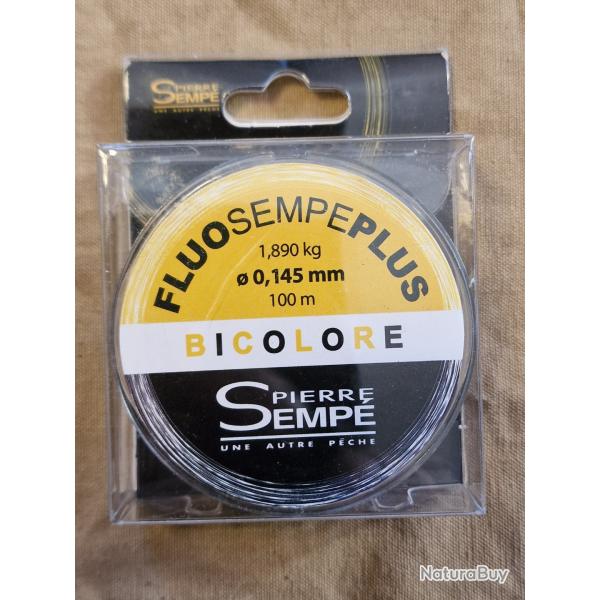 PIERRE
SEMPÉ
UNE AUTRE PÊCHE
FLUOSEMPEPLUS
1,890 kg
ø 0,145 mm
100 m
BICOLORE
PIERRE
SEMPÉ
UNE AUTRE PÊCHE
NaturaBuy